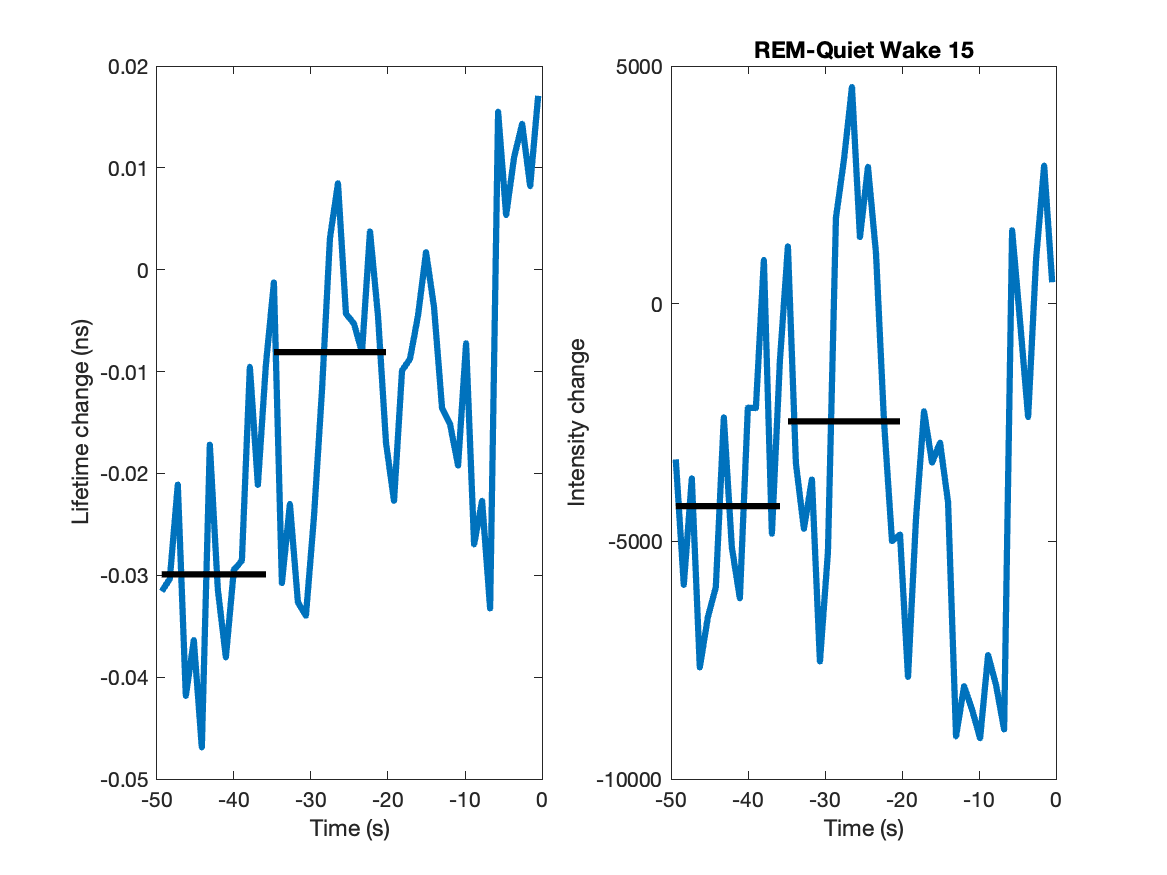 REM-Quiet Wake 15
Lifetime change (ns)
0.02
0.01
0
-0.01
-0.02
-0.03
-0.04
-0.05
-50 -40 -30 -20 -10 0
Time (s)
Intensity change
5000
0
-5000
-10000
-50 -40 -30 -20 -10 0
Time (s)